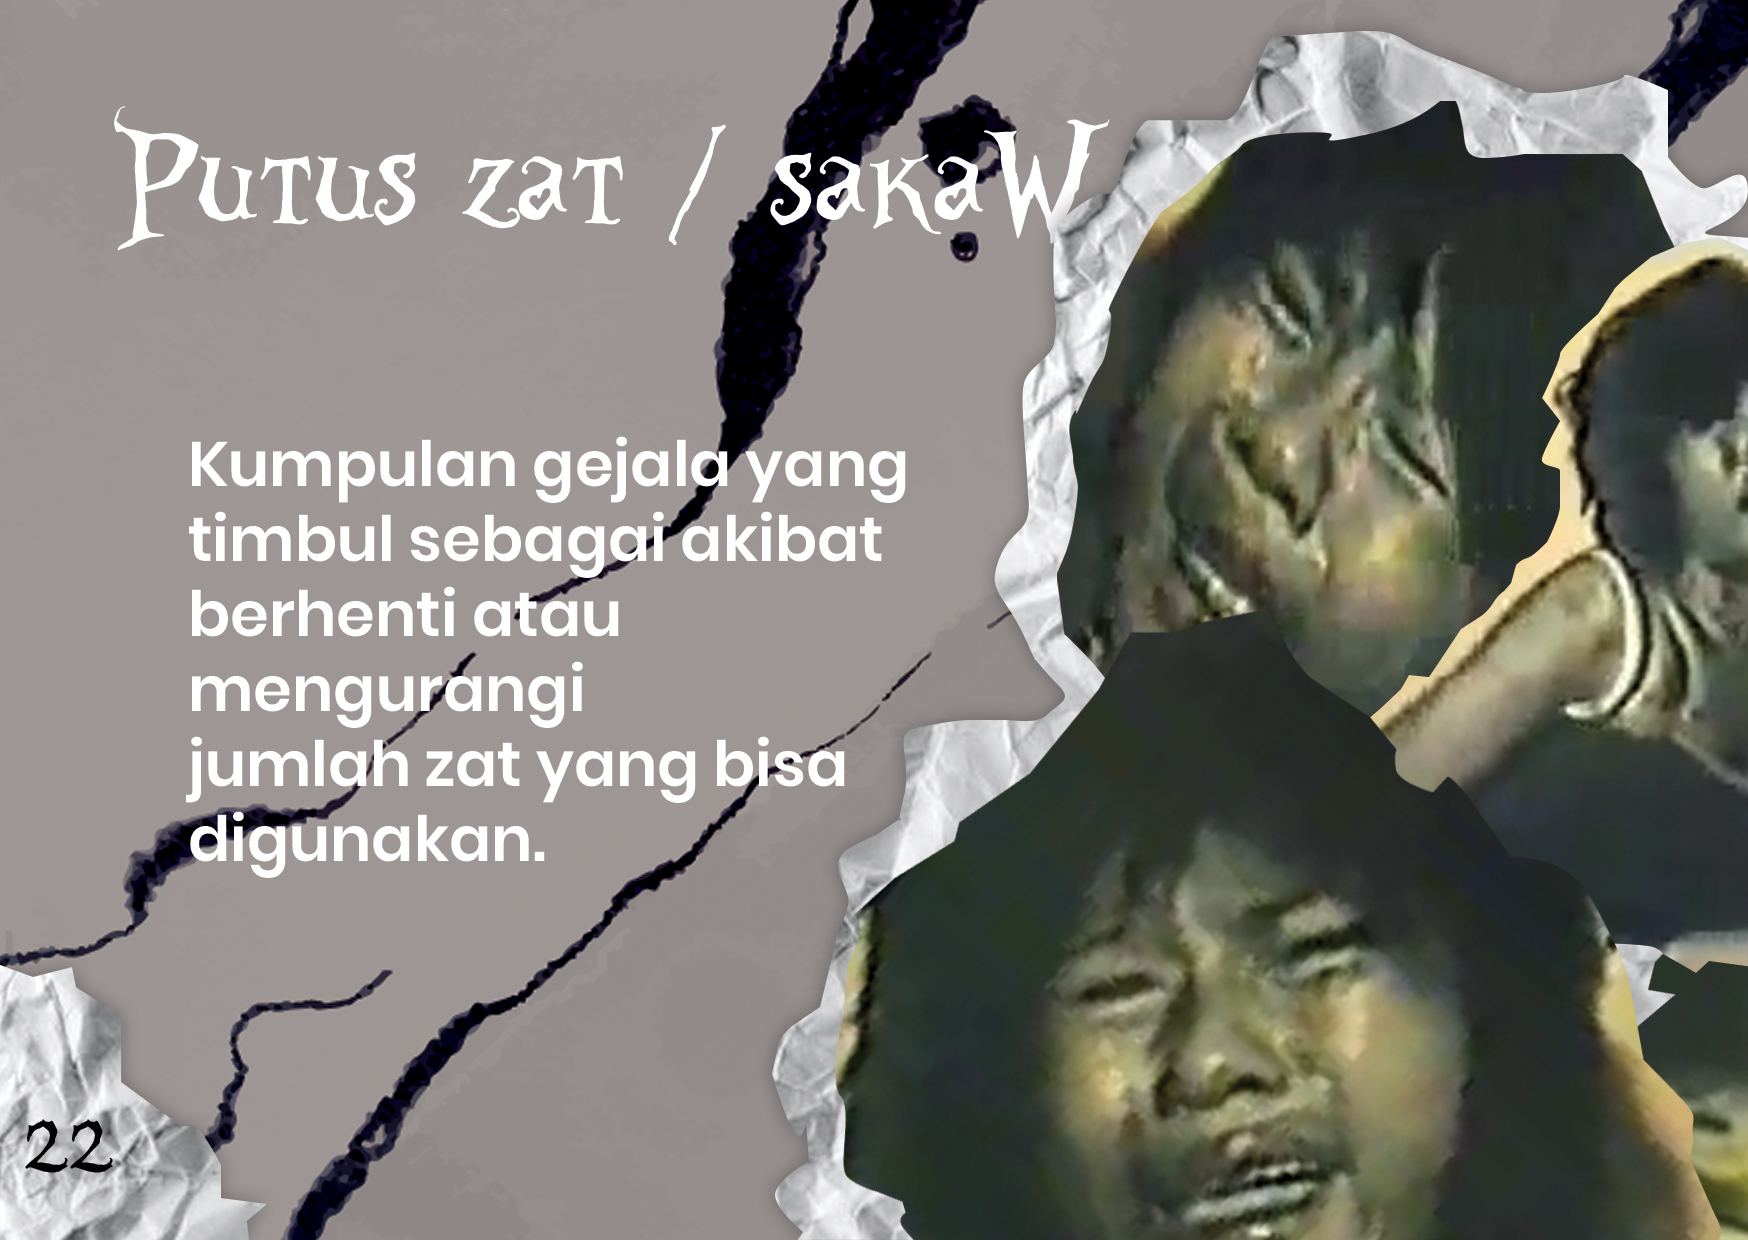 Putus zat / sakaw
Kumpulan gejala yang
timbul sebagai akibat
berhenti atau
mengurangi
jumlah zat yang bisa
digunakan.
22